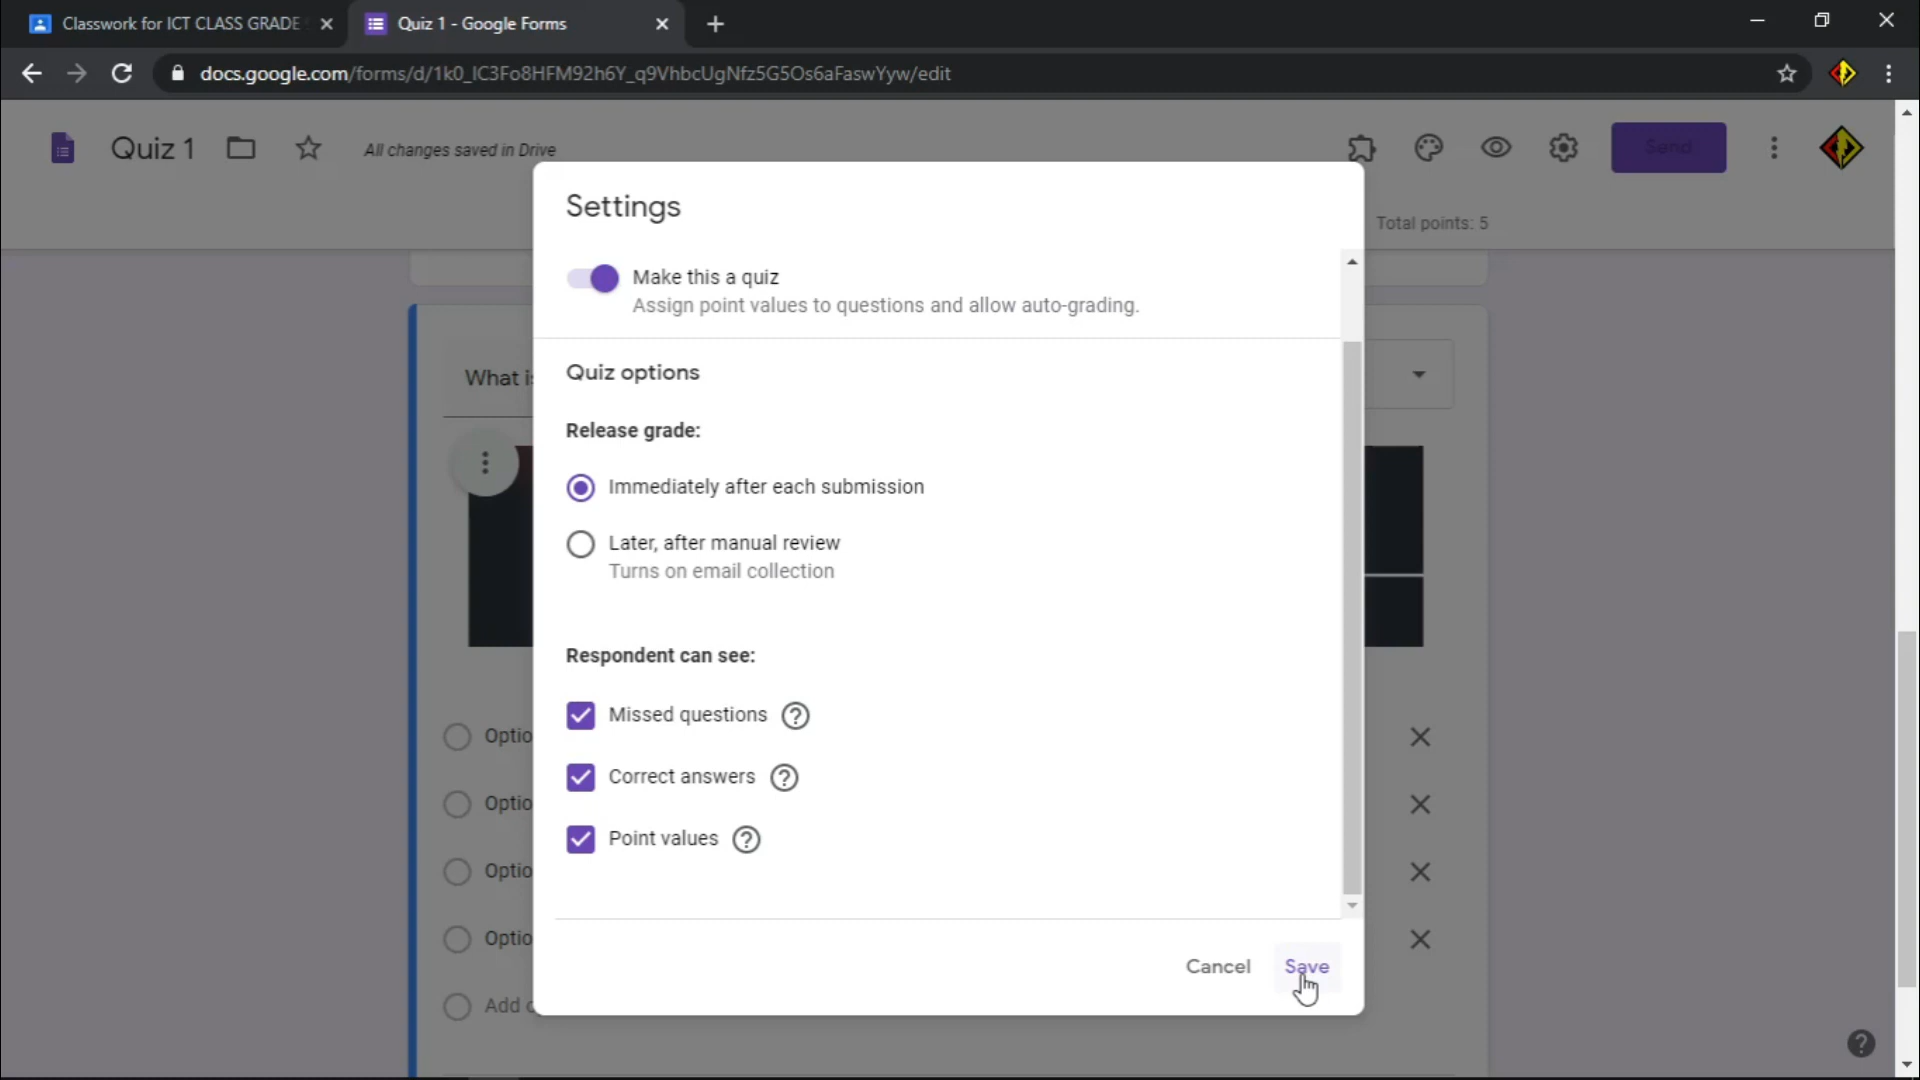 Classwork for ICT CLASS GRADE
Quiz 1 - Google Forms
docs.google.com/forms/d/1k0_IC3Fo8HFM92h6Y_q9VhbcUgNfz5G5Os6aFaswYyw/edit
Quiz 1
All changes saved in Drive
Send
Total points: 5
Settings
Make this a quiz
Assign point values to questions and allow auto-grading.
What is
Quiz options
Release grade:
Immediately after each submission
Later, after manual review
Turns on email collection
Respondent can see:
Missed questions
Optio
Correct answers
Optio
Point values
Optio
Optio
Cancel
Save
Add o